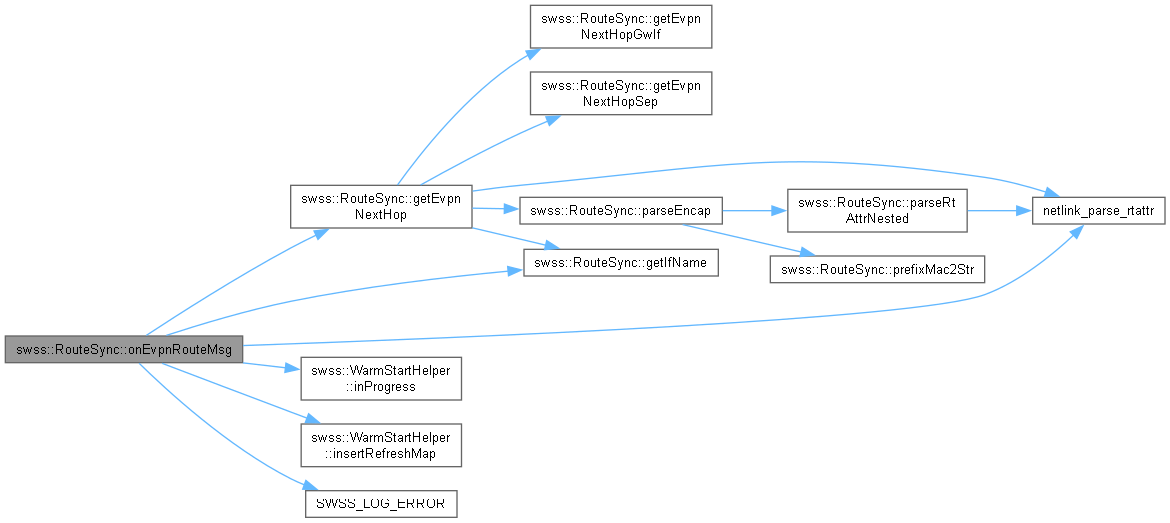 swss::RouteSync::getEvpn
NextHopGwIf
swss::RouteSync::getEvpn
NextHopSep
swss::RouteSync::getEvpn
NextHop
swss::RouteSync::parseEncap
swss::RouteSync::parseRt
AttrNested
netlink_parse_rtattr
swss::RouteSync::getIfName
swss::RouteSync::prefixMac2Str
swss::RouteSync::onEvpnRouteMsg
swss::WarmStartHelper
::inProgress
swss::WarmStartHelper
::insertRefreshMap
SWSS_LOG_ERROR